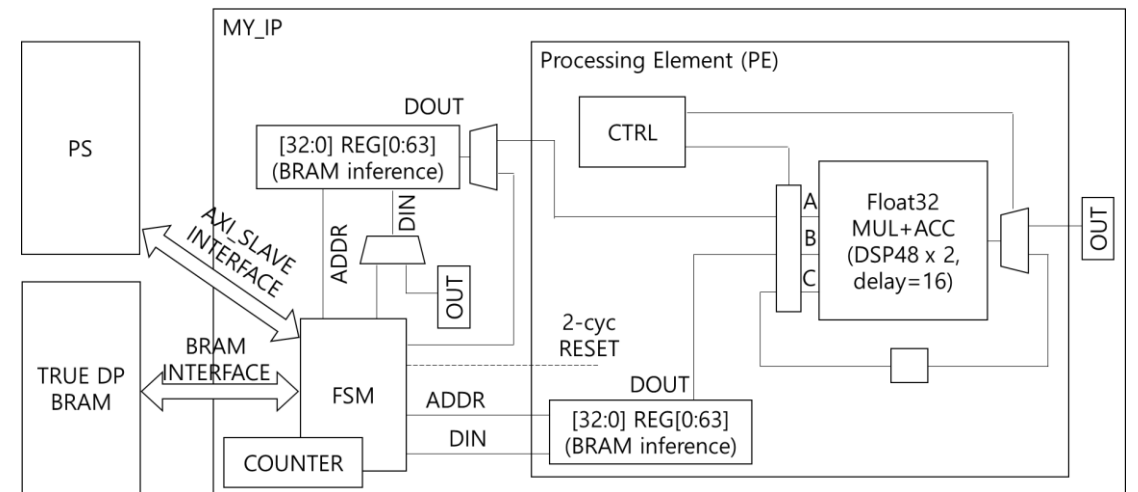 MY_IP
PS
AXI_SLAVE
INTERFACE
TRUE DP
BRAM
BRAM
INTERFACE
DOUT
[32:0] REG[0:63]
(BRAM inference)
ADDR
DIN
OUT
FSM
COUNTER
2-cyc
RESET
ADDR
DIN
Processing Element (PE)
CTRL
A
B
C
Float32
MUL+ACC
(DSP48 x 2,
delay=16)
OUT
DOUT
[32:0] REG[0:63]
(BRAM inference)